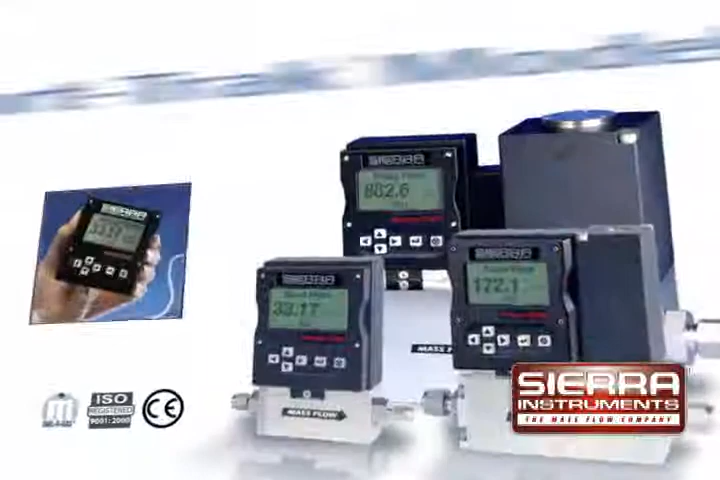 SIERRA
882.6
SIERRA
33.17
SIERRA
172.1
SIERRA
33.17
MASS F
MASS FLOW
ISO
REGISTERED
9001:2000
CE
SIERRA
INSTRUMENTS
THE MASS FLOW COMPANY